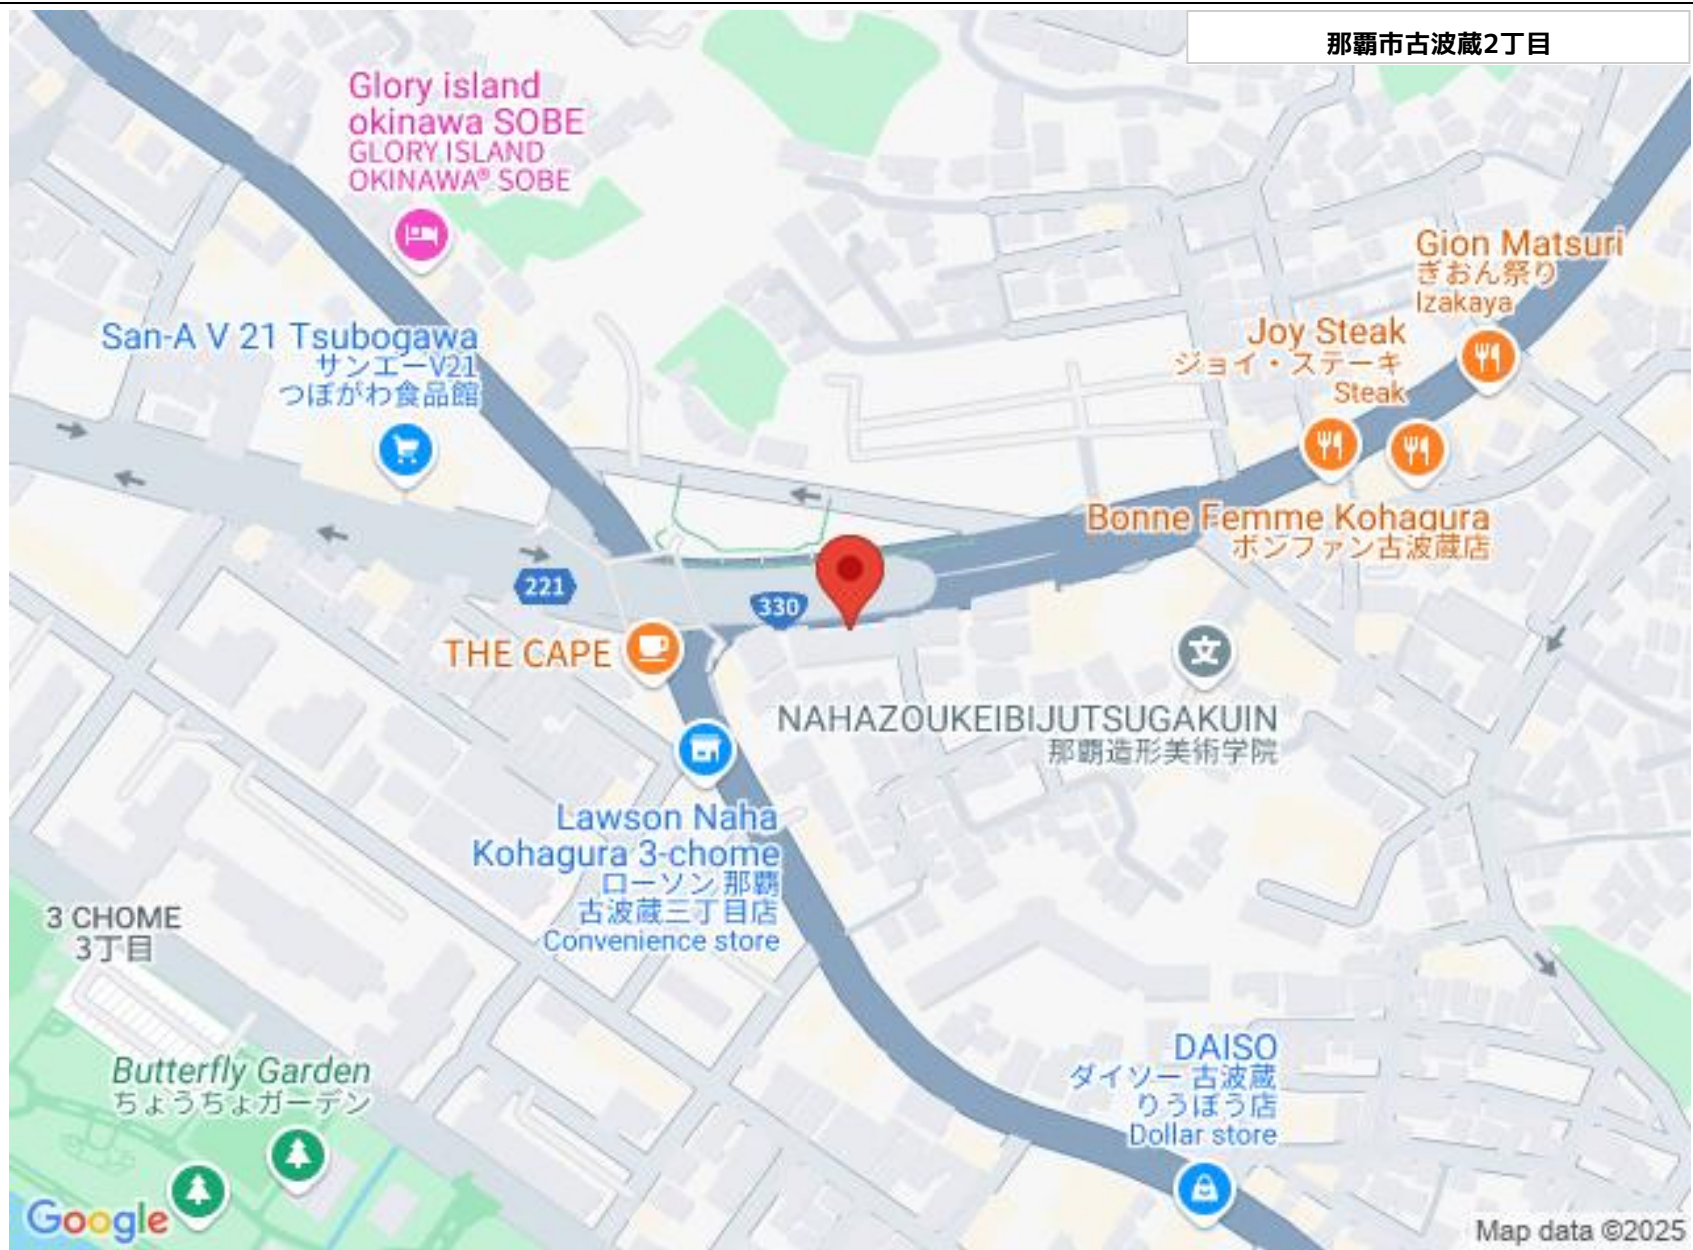 那覇市古波蔵2丁目
Glory island
okinawa SOBE
GLORY ISLAND
OKINAWA® SOBE
Gion Matsuri
ぎおん祭り
Izakaya
San-A V 21 Tsubogawa
サンエーV21
つぼがわ食品館
Joy Steak
ジョイ・ステーキ
Steak
Bonne Femme Kohagura
ボンファン古波蔵店
221
330
THE CAPE
文
NAHAZOUKEIBIJUTSUGAKUIN
那覇造形美術学院
Lawson Naha
Kohagura 3-chome
ローソン 那覇
古波蔵三丁目店
Convenience store
3 CHOME
3丁目
Butterfly Garden
ちょうちょガーデン
DAISO
ダイソー 古波蔵
りうぼう店
Dollar store
Google
Map data ©2025